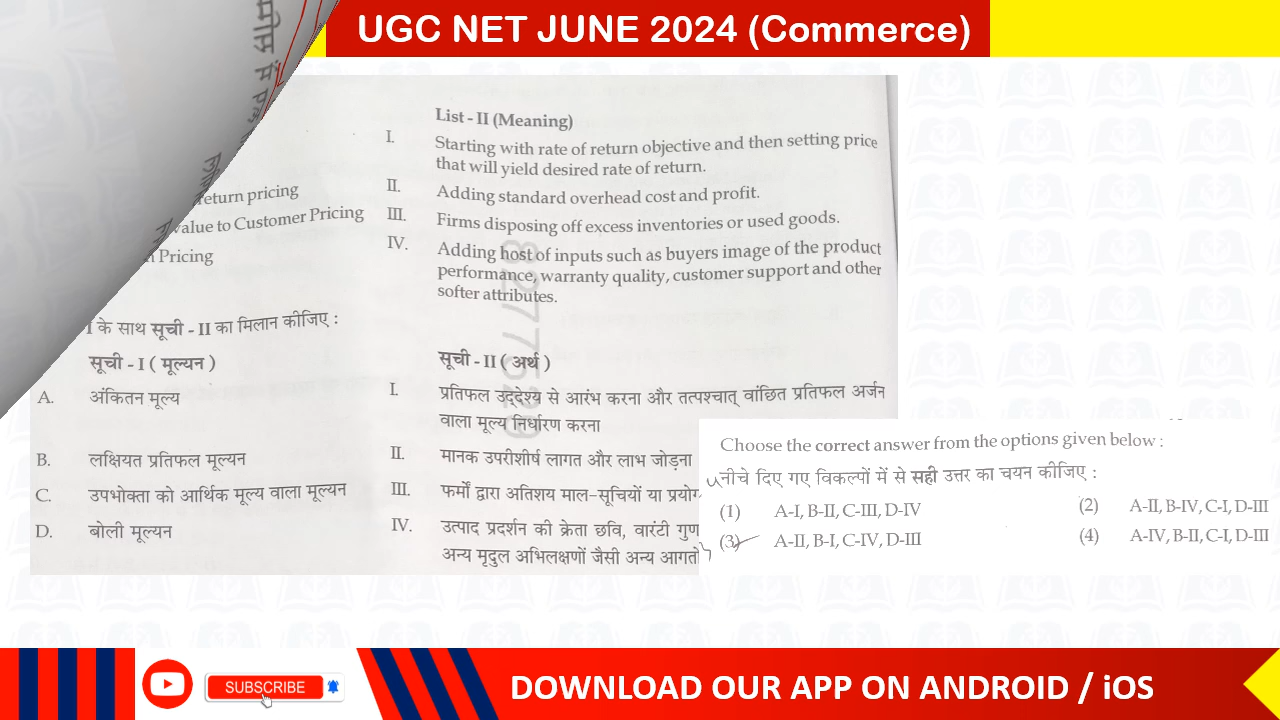 UGC NET JUNE 2024 (Commerce)
List - II (Meaning)
I. Starting with rate of return objective and then setting price
that will yield desired rate of return.
return pricing
II. Adding standard overhead cost and profit.
value to Customer Pricing
III. Firms disposing off excess inventories or used goods.
Pricing
IV. Adding host of inputs such as buyers image of the product
performance, warranty quality, customer support and other
softer attributes.
8277529
I के साथ सूची - II का मिलान कीजिए :
सूची - I ( मूल्यन ) सूची - II ( अर्थ )
A. अंकितन मूल्य I. प्रतिफल उद्देश्य से आरंभ करना और तत्पश्चात् वांछित प्रतिफल अर्जन
वाला मूल्य निर्धारण करना
B. लक्षियत प्रतिफल मूल्यन II. मानक उपरीशीर्ष लागत और लाभ जोड़ना
C. उपभोक्ता को आर्थिक मूल्य वाला मूल्यन III. फर्मों द्वारा अतिशय माल-सूचियों या
D. बोली मूल्यन IV. उत्पाद प्रदर्शन की क्रेता छवि, वारंटी
अन्य मृदुल अभिलक्षणों जैसी अन्य
Choose the correct answer from the options given below :
नीचे दिए गए विकल्पों में से सही उत्तर का चयन कीजिए :
(1) A-I, B-II, C-III, D-IV (2) A-II, B-IV, C-I, D-III
(3) A-II, B-I, C-IV, D-III (4) A-IV, B-II, C-I, D-III
SUBSCRIBE
DOWNLOAD OUR APP ON ANDROID / iOS